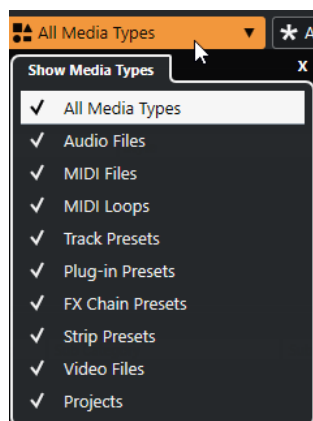 All Media Types A
Show Media Types X
All Media Types
Audio Files
MIDI Files
MIDI Loops
Track Presets
Plug-in Presets
FX Chain Presets
Strip Presets
Video Files
Projects